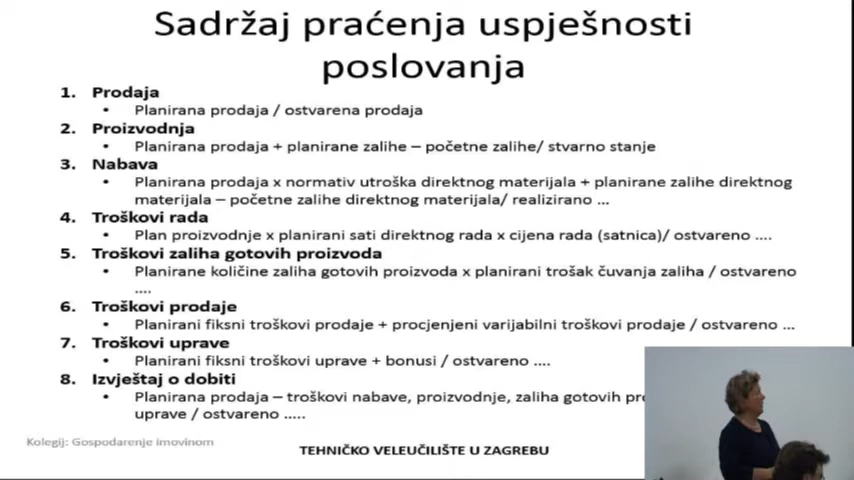 Sadržaj praćenja uspješnosti
poslovanja
1. Prodaja
• Planirana prodaja / ostvarena prodaja
2. Proizvodnja
• Planirana prodaja + planirane zalihe – početne zalihe/ stvarno stanje
3. Nabava
• Planirana prodaja x normativ utroška direktnog materijala + planirane zalihe direktnog
materijala – početne zalihe direktnog materijala/ realizirano ...
4. Troškovi rada
• Plan proizvodnje x planirani sati direktnog rada x cijena rada (satnica)/ ostvareno ....
5. Troškovi zaliha gotovih proizvoda
• Planirane količine zaliha gotovih proizvoda x planirani trošak čuvanja zaliha / ostvareno
....
6. Troškovi prodaje
• Planirani fiksni troškovi prodaje + procjenjeni varijabilni troškovi prodaje / ostvareno ...
7. Troškovi uprave
• Planirani fiksni troškovi uprave + bonusi / ostvareno ....
8. Izvještaj o dobiti
• Planirana prodaja – troškovi nabave, proizvodnje, zaliha gotovih
uprave / ostvareno .....
Kolegij: Gospodarenje imovinom
TEHNIČKO VELEUČILIŠTE U ZAGREBU